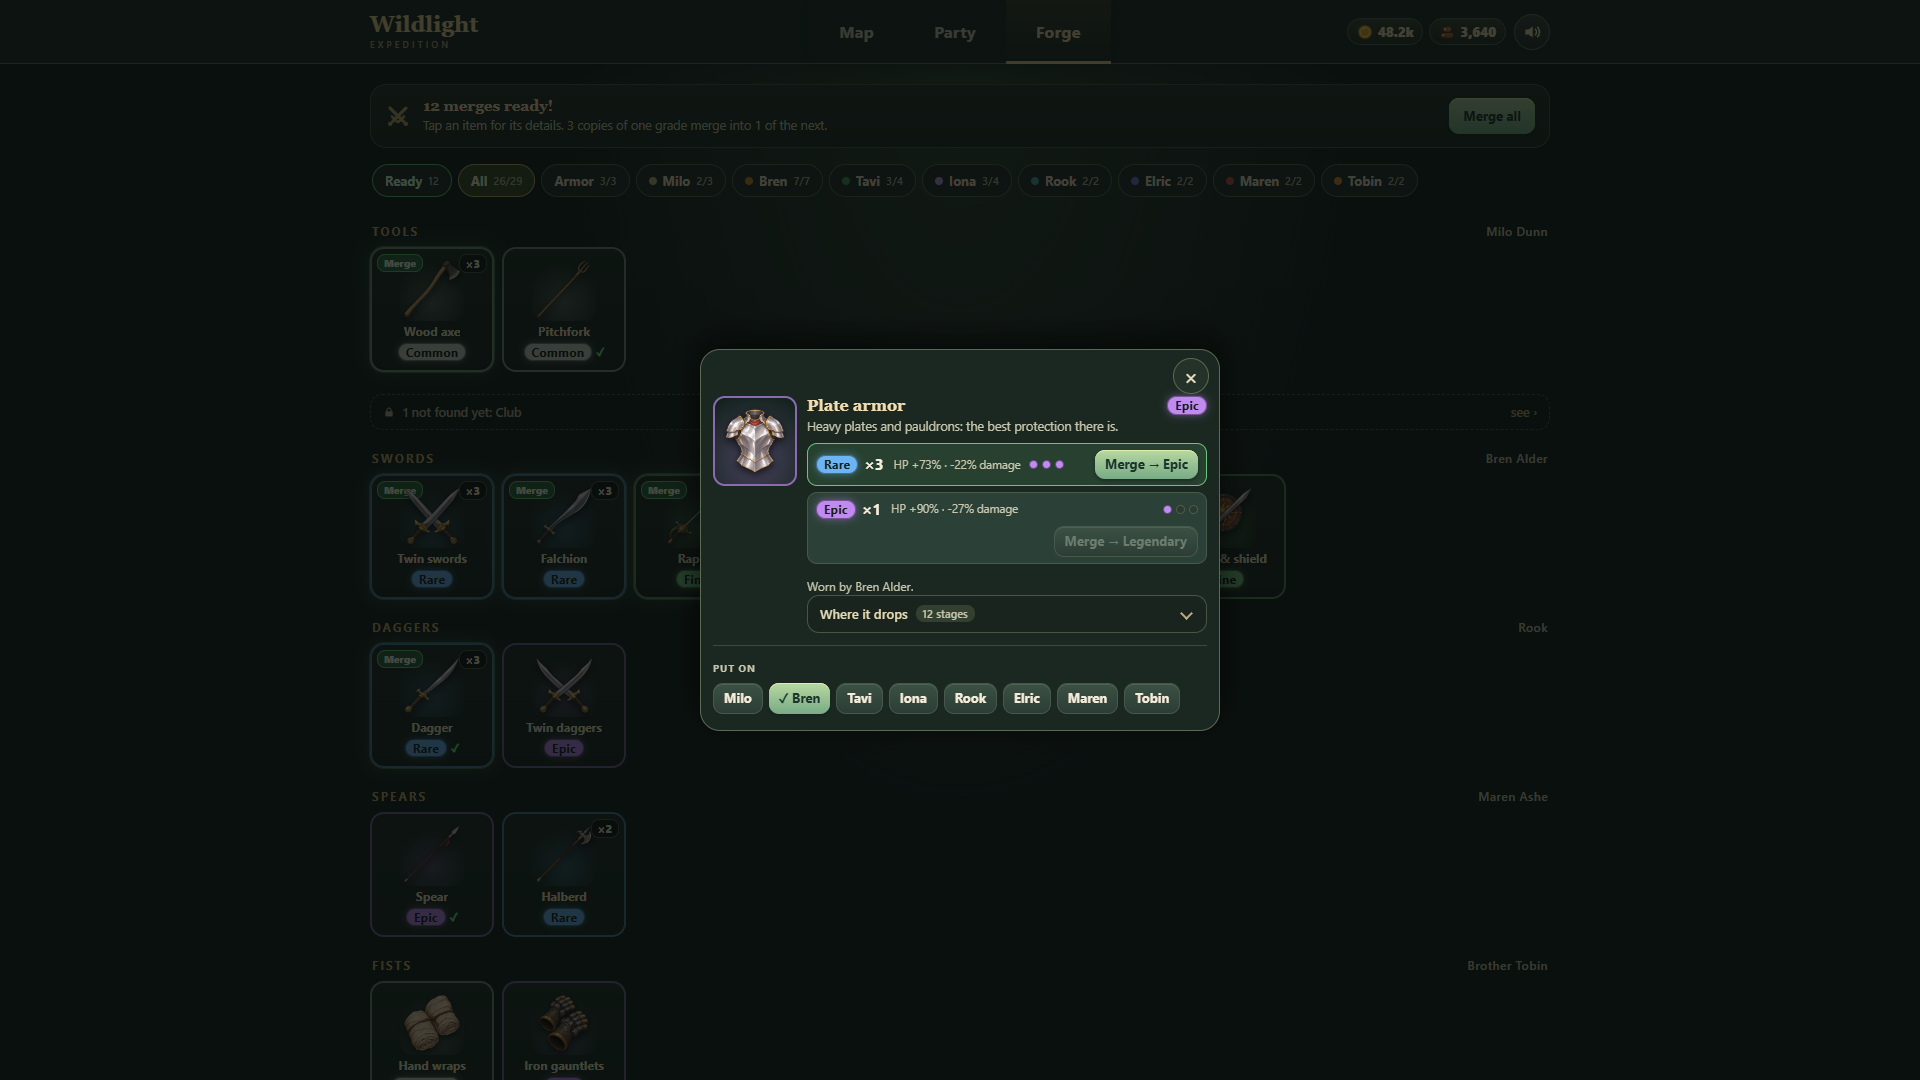 Wildlight
EXPEDITION
Map
Party
Forge
48.2k
3,640
12 merges ready!
Tap an item for its details. 3 copies of one grade merge into 1 of the next.
Merge all
Ready 12
All 26/29
Armor 3/3
Milo 2/3
Bren 7/7
Tavi 3/4
Iona 3/4
Rook 2/2
Elric 2/2
Maren 2/2
Tobin 2/2
TOOLS
Milo Dunn
Merge ×3
Wood axe
Common
Pitchfork
Common ✓
1 not found yet: Club
see ›
SWORDS
Bren Alder
Merge ×3
Twin swords
Rare
Merge ×3
Falchion
Rare
Merge
& shield
DAGGERS
Rook
Merge ×3
Dagger
Rare ✓
Twin daggers
Epic
SPEARS
Maren Ashe
Spear
Epic ✓
×2
Halberd
Rare
FISTS
Brother Tobin
Hand wraps
Iron gauntlets
×
Plate armor
Epic
Heavy plates and pauldrons: the best protection there is.
Rare ×3 HP +73% · -22% damage
Merge → Epic
Epic ×1 HP +90% · -27% damage
Merge → Legendary
Worn by Bren Alder.
Where it drops 12 stages
PUT ON
Milo
✓ Bren
Tavi
Iona
Rook
Elric
Maren
Tobin